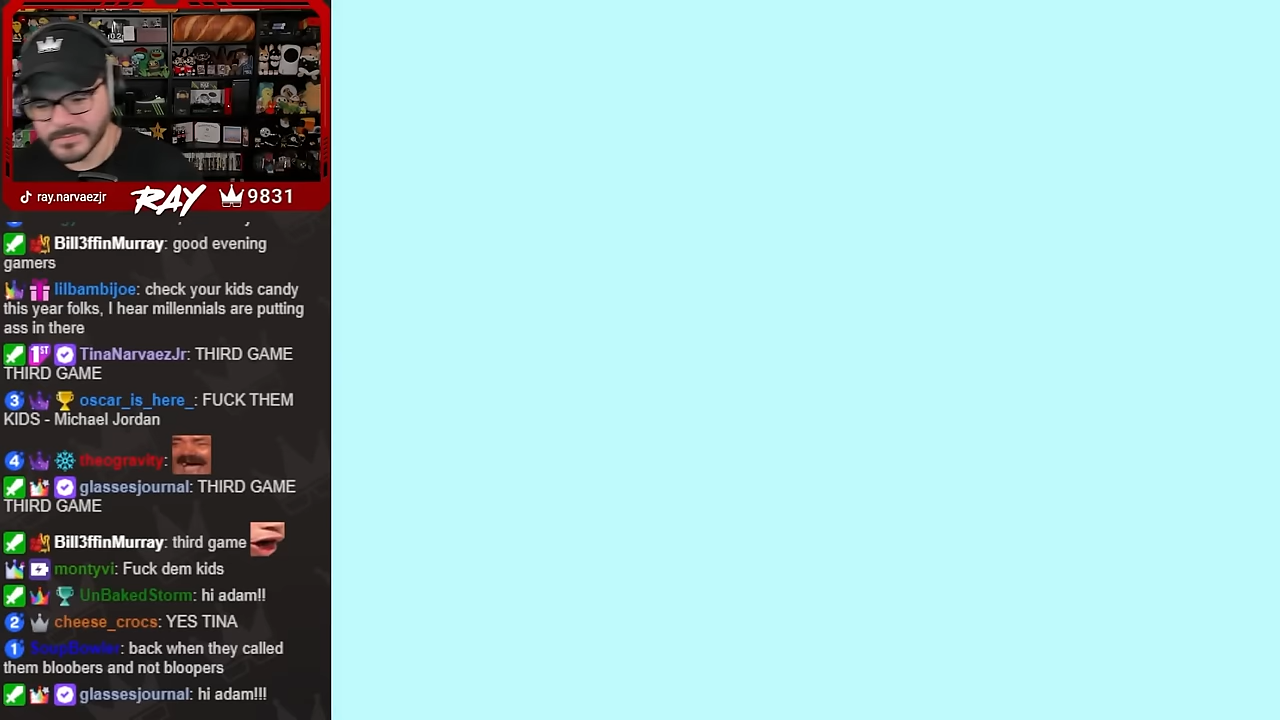 ray.narvaezjr RAY 9831
Bill3ffinMurray: good evening
gamers
lilbambijoe: check your kids candy
this year folks, I hear millennials are putting
ass in there
1ST TinaNarvaezJr: THIRD GAME
THIRD GAME
3 oscar_is_here_: FUCK THEM
KIDS - Michael Jordan
4 theogravity:
glassesjournal: THIRD GAME
THIRD GAME
Bill3ffinMurray: third game
montyvi: Fuck dem kids
UnBakedStorm: hi adam!!
2 cheese_crocs: YES TINA
1 : back when they called
them bloobers and not bloopers
glassesjournal: hi adam!!!